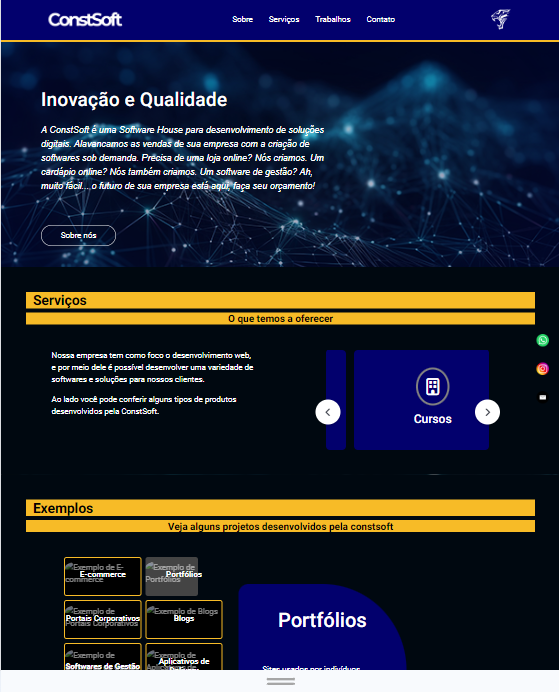 ConstSoft
Sobre Serviços Trabalhos Contato
Inovação e Qualidade
A ConstSoft é uma Software House para desenvolvimento de soluções
digitais. Alavancamos as vendas de sua empresa com a criação de
softwares sob demanda. Precisa de uma loja online? Nós criamos. Um
cardápio online? Nós também criamos. Um software de gestão? Ah,
muito fácil... o futuro de sua empresa está aqui, faça seu orçamento!
Sobre nós
Serviços
O que temos a oferecer
Nossa empresa tem como foco o desenvolvimento web,
e por meio dele é possível desenvolver uma variedade de
softwares e soluções para nossos clientes.
Ao lado você pode conferir alguns tipos de produtos
desenvolvidos pela ConstSoft.
Cursos
Exemplos
Veja alguns projetos desenvolvidos pela constsoft
Exemplo de E-
commerce
E-commerce
Exemplo de
Portfólios
Portfólios
Exemplo de
Portais Corporativos
Portais Corporativos
Exemplo de Blogs
Blogs
Exemplo de
Softwares de Gestão
Softwares de Gestão
Exemplo de
Aplicativos de
Portfólios
Sites usados por indivíduos